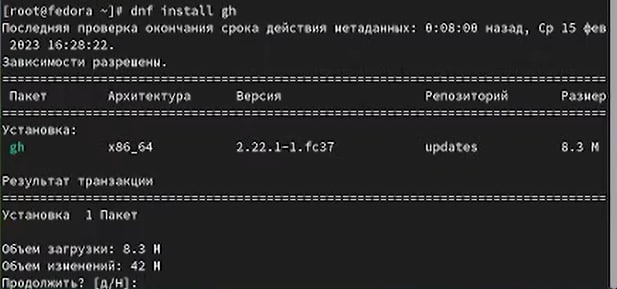 [root@fedora ~]# dnf install gh
Последняя проверка окончания срока действия метаданных: 0:08:00 назад, Ср 15 фев
2023 16:28:22.
Зависимости разрешены.
================================================================================
Пакет Архитектура Версия Репозиторий Размер
================================================================================
Установка:
gh x86_64 2.22.1-1.fc37 updates 8.3 M
Результат транзакции
================================================================================
Установка 1 Пакет
Объем загрузки: 8.3 M
Объем изменений: 42 M
Продолжить? [д/Н]: